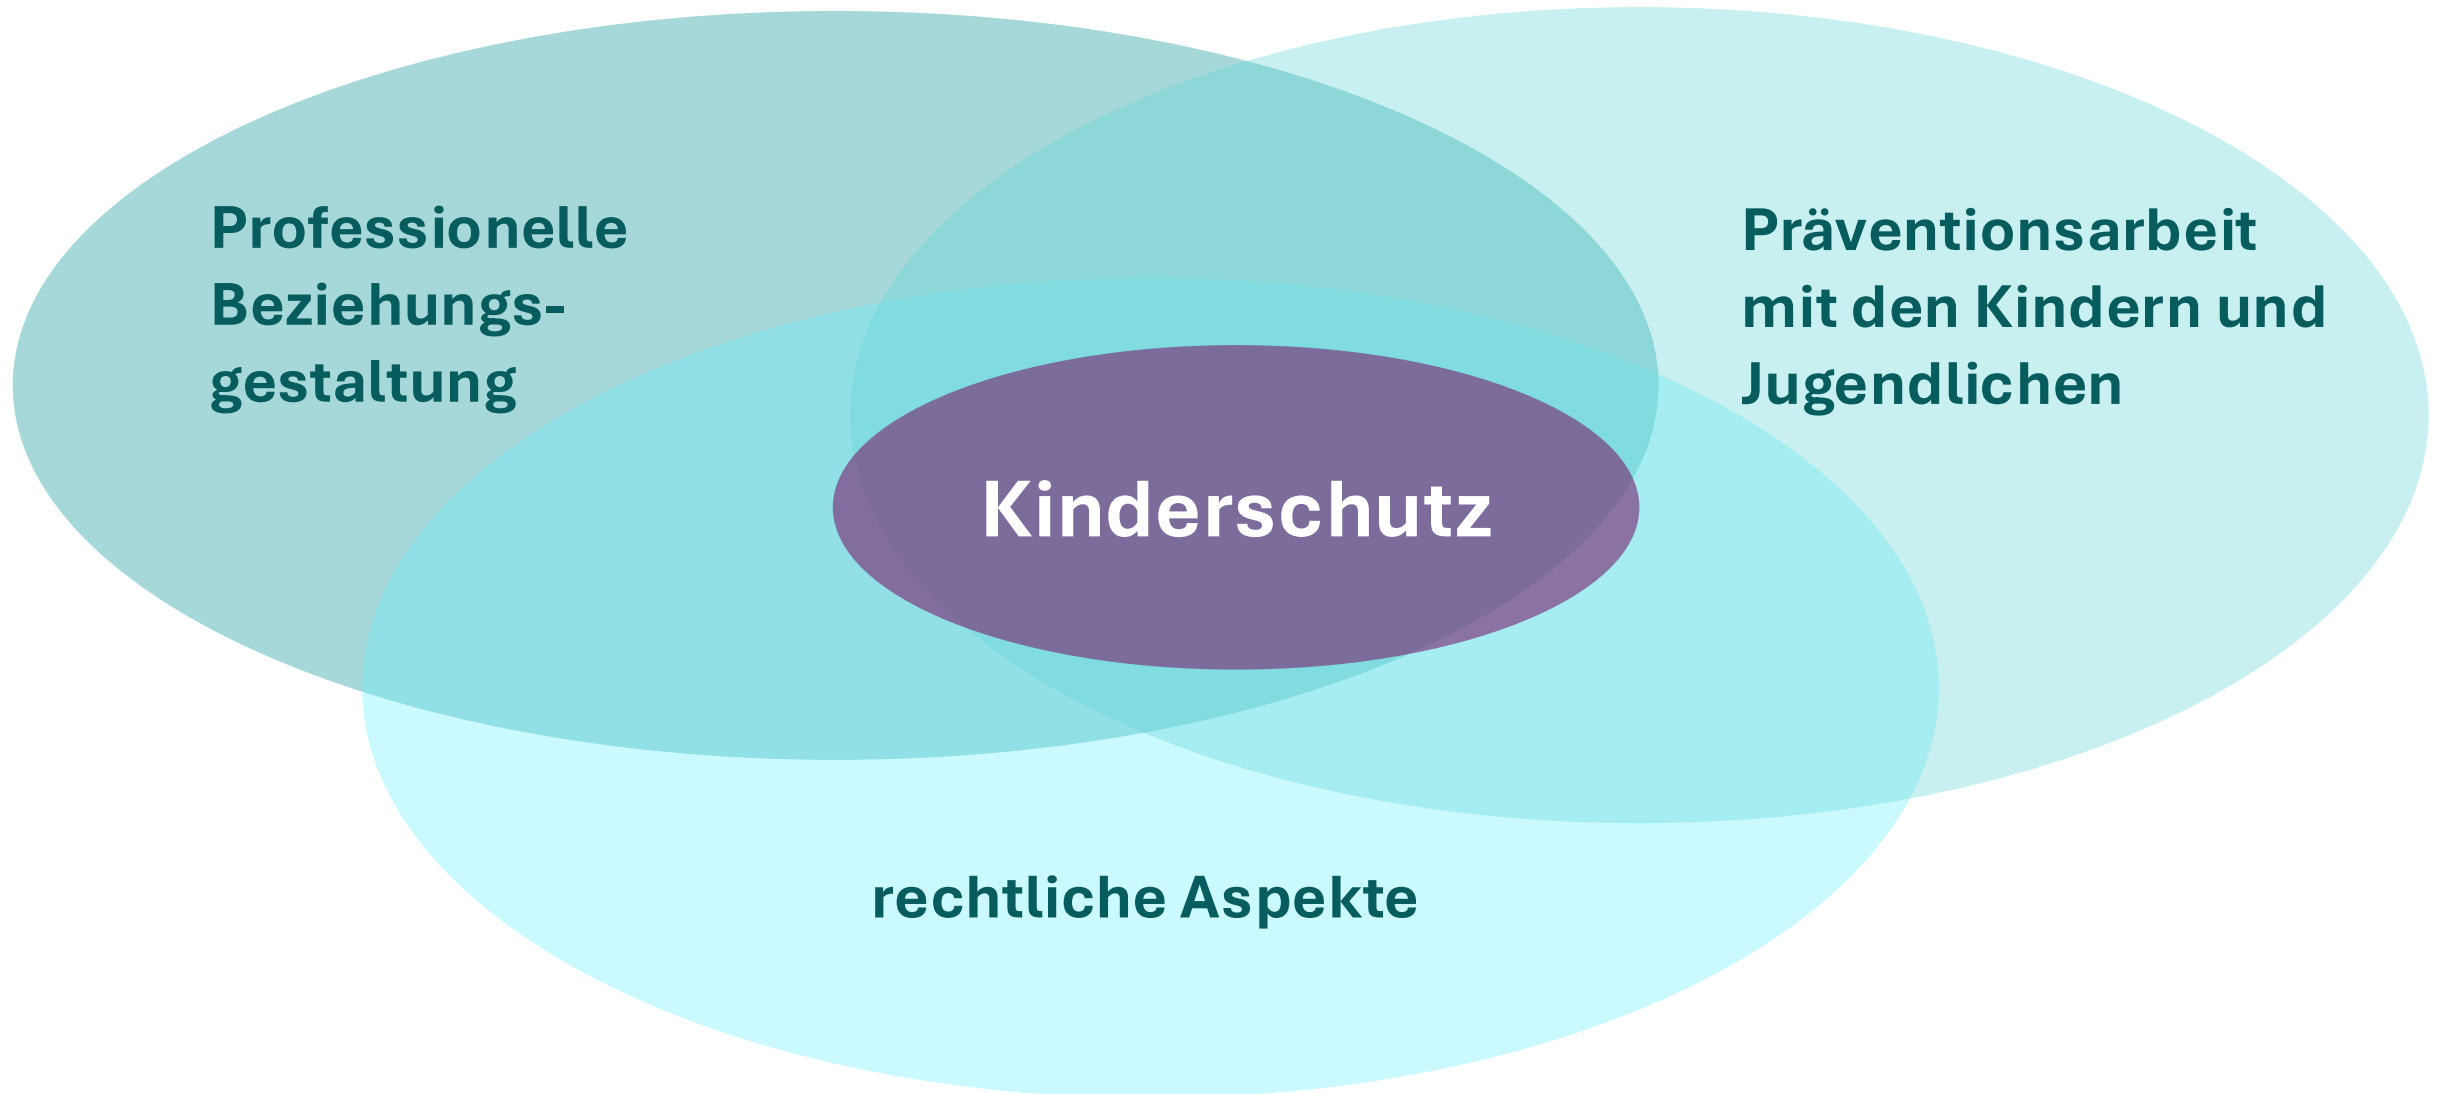 Professionelle
Beziehungs-
gestaltung
Präventionsarbeit
mit den Kindern und
Jugendlichen
Kinderschutz
rechtliche Aspekte